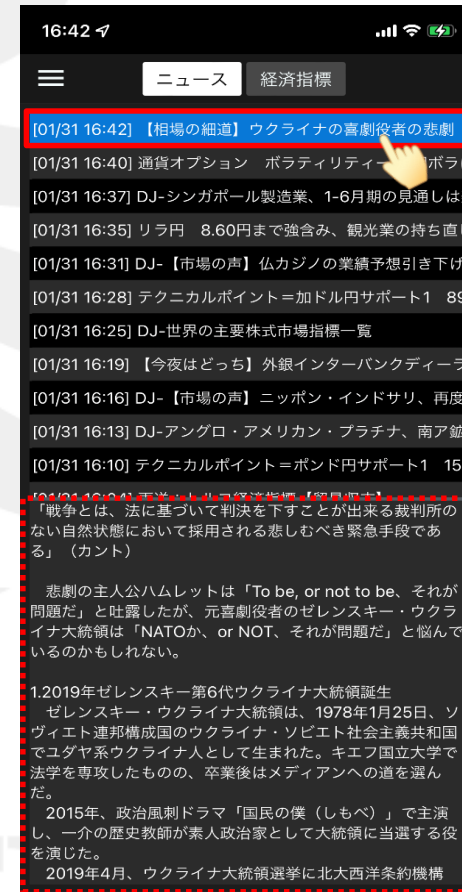 16:42
ニュース 経済指標
[01/31 16:42] 【相場の細道】ウクライナの喜劇役者の悲劇
[01/31 16:40] 通貨オプション ボラティリティー
[01/31 16:37] DJ-シンガポール製造業、1-6月期の見通しは
[01/31 16:35] リラ円 8.60円まで強含み、観光業の持ち直
[01/31 16:31] DJ-【市場の声】仏カジノの業績予想引き下げ
[01/31 16:28] テクニカルポイント＝加ドル円サポート1 89
[01/31 16:25] DJ-世界の主要株式市場指標一覧
[01/31 16:19] 【今夜はどっち】外銀インターバンクディーラ
[01/31 16:16] DJ-【市場の声】ニッポン・インドサリ、再度
[01/31 16:13] DJ-アングロ・アメリカン・プラチナ、南ア鉱
[01/31 16:10] テクニカルポイント＝ポンド円サポート1 15
「戦争とは、法に基づいて判決を下すことが出来る裁判所の
ない自然状態において採用される悲しむべき緊急手段であ
る」（カント）
悲劇の主人公ハムレットは「To be, or not to be、それが
問題だ」と吐露したが、元喜劇役者のゼレンスキー・ウクラ
イナ大統領は「NATOか、or NOT、それが問題だ」と悩んで
いるのかもしれない。
1.2019年ゼレンスキー第6代ウクライナ大統領誕生
ゼレンスキー・ウクライナ大統領は、1978年1月25日、ソ
ヴィエト連邦構成国のウクライナ・ソビエト社会主義共和国
でユダヤ系ウクライナ人として生まれた。キエフ国立大学で
法学を専攻したものの、卒業後はメディアンへの道を選ん
だ。
2015年、政治風刺ドラマ「国民の僕（しもべ）」で主演
し、一介の歴史教師が素人政治家として大統領に当選する役
を演じた。
2019年4月、ウクライナ大統領選挙に北大西洋条約機構